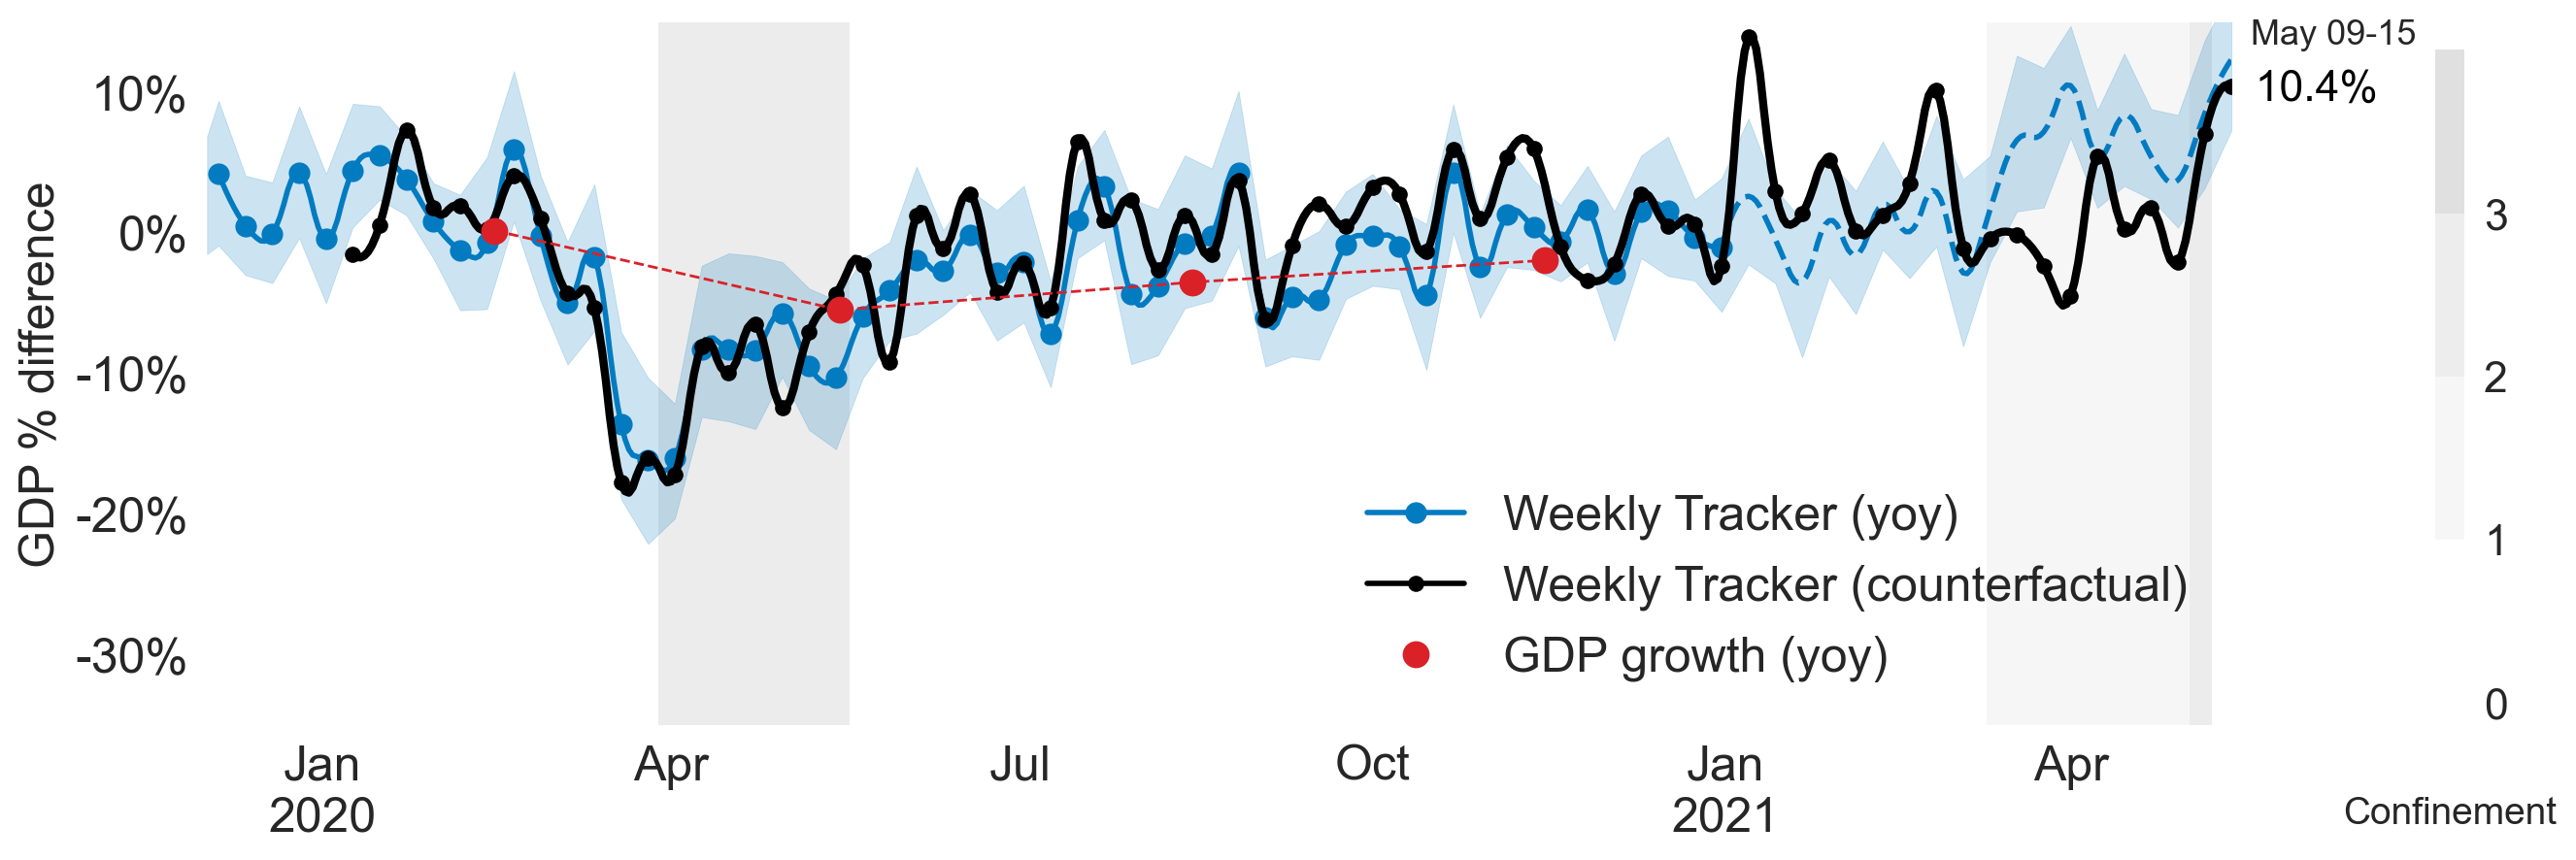 May 09-15
10.4%
GDP % difference
10%
0%
-10%
-20%
-30%
Weekly Tracker (yoy)
Weekly Tracker (counterfactual)
GDP growth (yoy)
3
2
1
0
Jan
2020
Apr
Jul
Oct
Jan
2021
Apr
Confinement